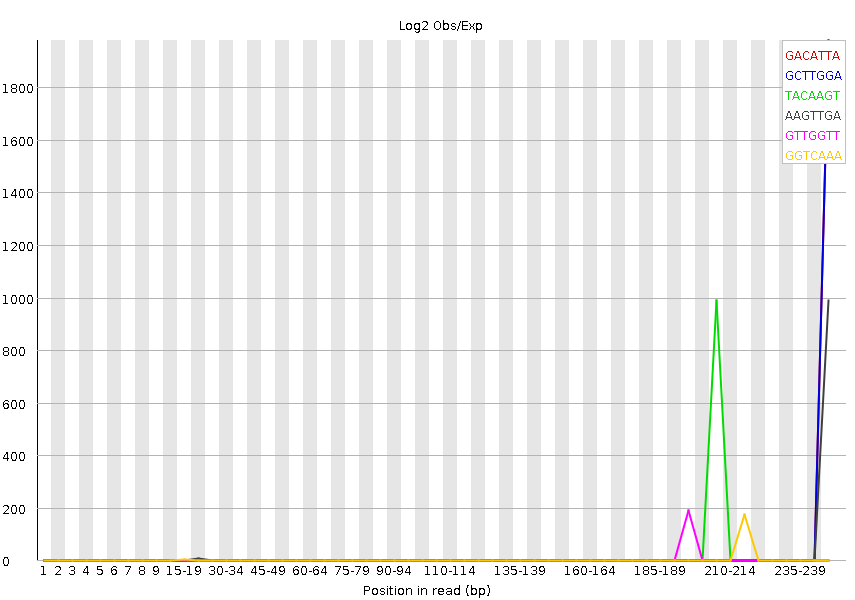 Log2 Obs/Exp
GACATTA
GCTTGGA
TACAAGT
AAGTTGA
GTTGGTT
GGTCAAA
1800
1600
1400
1200
1000
800
600
400
200
0
1 2 3 4 5 6 7 8 9 15-19 30-34 45-49 60-64 75-79 90-94 110-114 135-139 160-164 185-189 210-214 235-239
Position in read (bp)